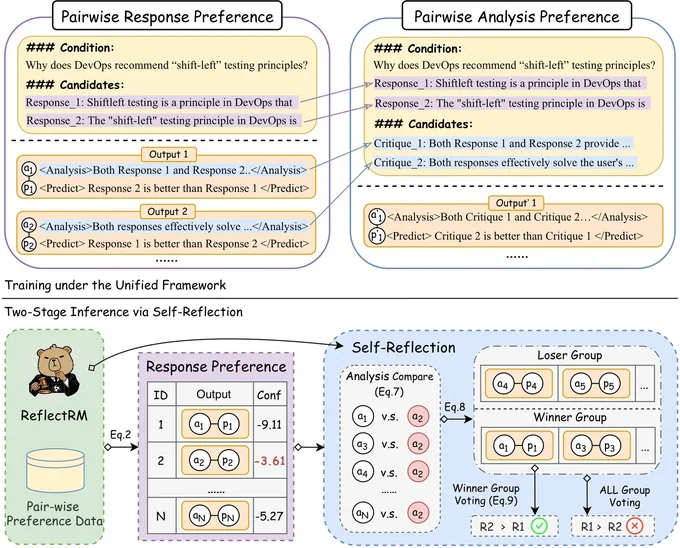 Pairwise Response Preference
### Condition:
Why does DevOps recommend “shift-left” testing principles?
### Candidates:
Response_1: Shiftleft testing is a principle in DevOps that
Response_2: The "shift-left" testing principle in DevOps is
Output 1
a1 <Analysis>Both Response 1 and Response 2..</Analysis>
p1 <Predict> Response 2 is better than Response 1 </Predict>
Output 2
a2 <Analysis>Both responses effectively solve ...</Analysis>
p2 <Predict> Response 1 is better than Response 2 </Predict>
......
Pairwise Analysis Preference
### Condition:
Why does DevOps recommend “shift-left” testing principles?
Response_1: Shiftleft testing is a principle in DevOps that
Response_2: The "shift-left" testing principle in DevOps is
### Candidates:
Critique_1: Both Response 1 and Response 2 provide ...
Critique_2: Both responses effectively solve the user's ...
Output' 1
a'1 <Analysis>Both Critique 1 and Critique 2…</Analysis>
p'1 <Predict> Critique 2 is better than Critique 1 </Predict>
......
Training under the Unified Framework
Two-Stage Inference via Self-Reflection
ReflectRM
Pair-wise
Preference Data
Eq.2
Response Preference
ID Output Conf
1 a1 p1 -9.11
2 a2 p2 -3.61
......
N aN pN -5.27
Self-Reflection
Analysis Compare
(Eq.7)
a1 v.s. a2
a3 v.s. a2
a4 v.s. a2
......
aN v.s. a2
Eq.8
Loser Group
a4 p4 a5 p5 ...
Winner Group
a1 p1 a3 p3 ...
Winner Group
Voting (Eq.9)
ALL Group
Voting
R2 > R1
R1 > R2